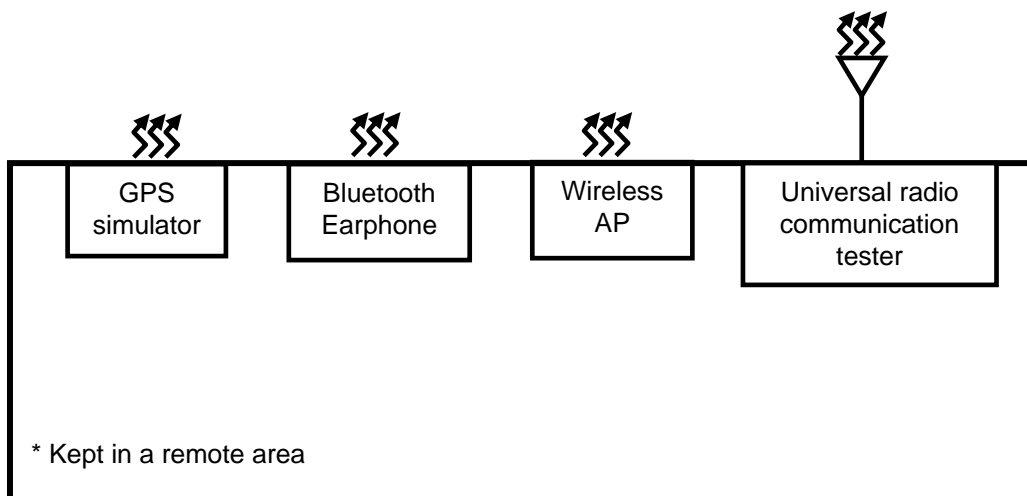 GPS
simulator
Bluetooth
Earphone
Wireless
AP
Universal radio
communication
tester
* Kept in a remote area